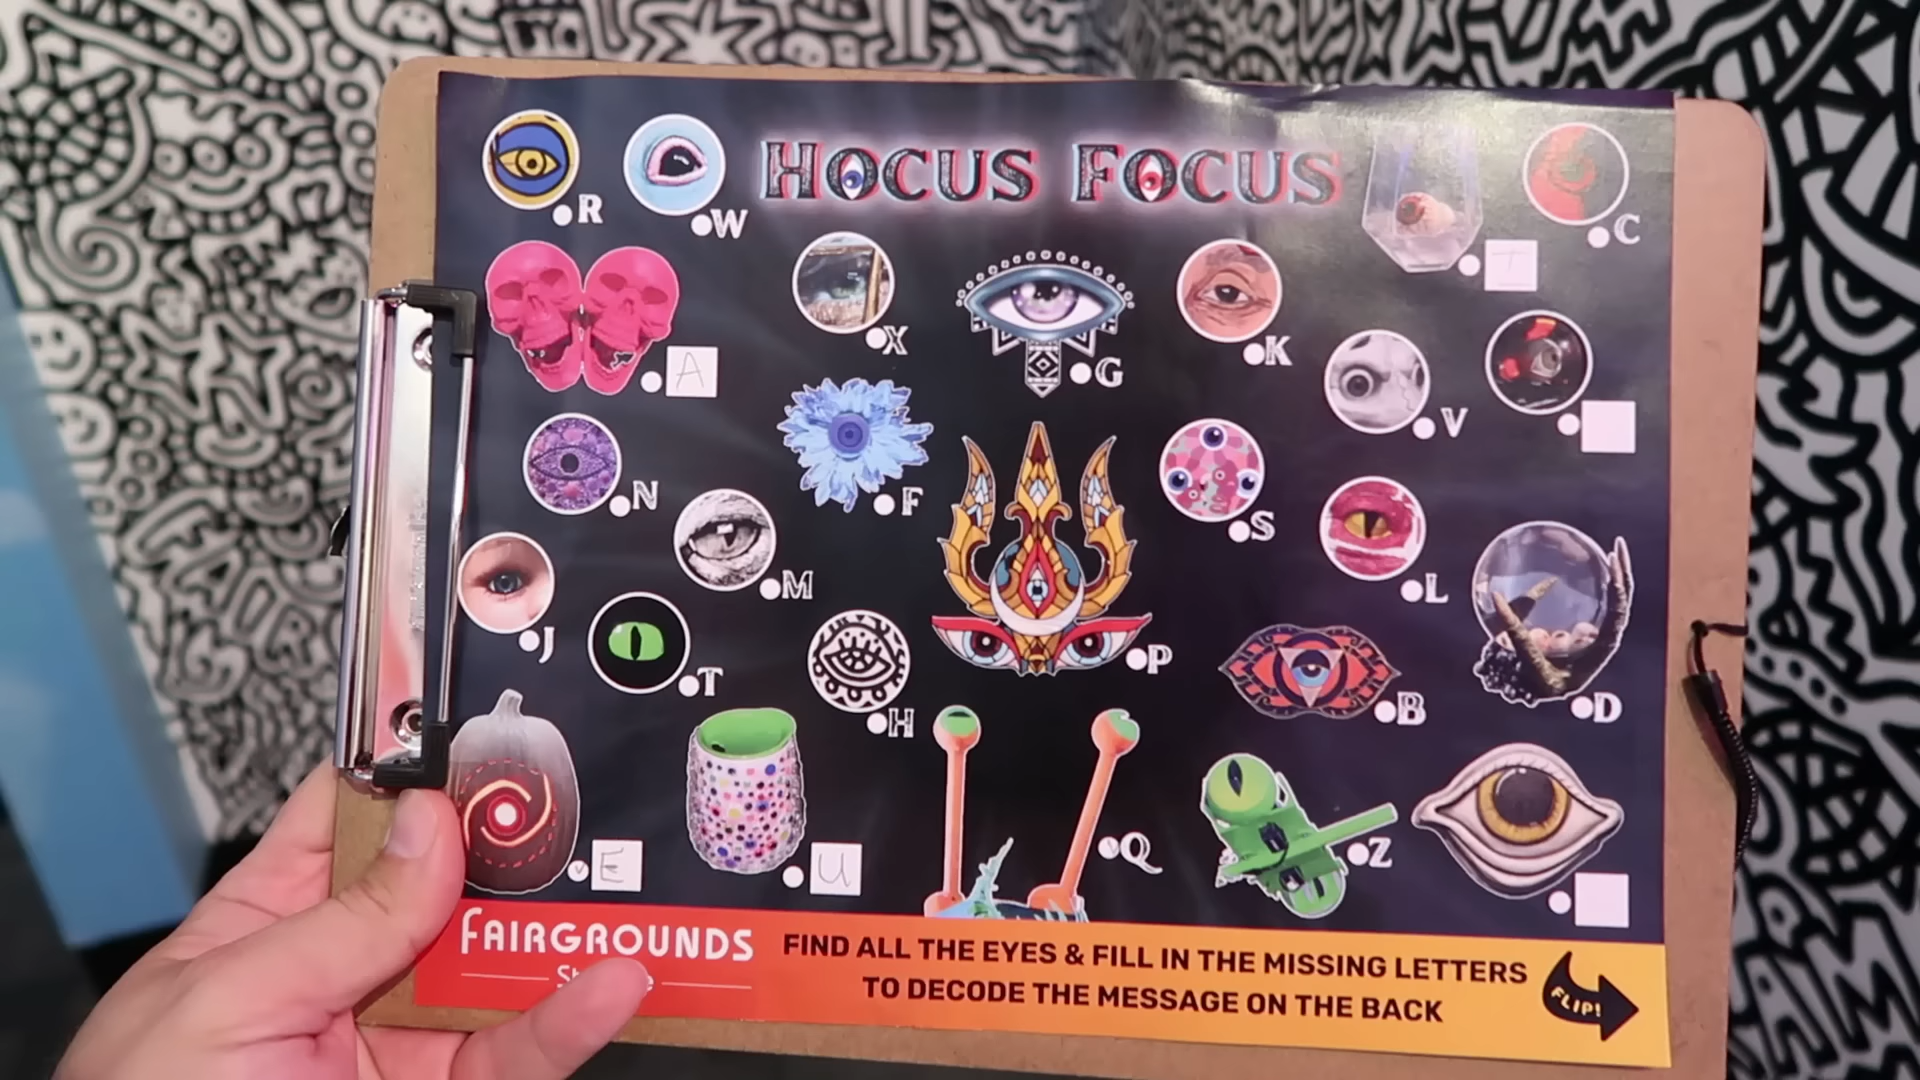 HOCUS FOCUS
R
W
T
C
A
X
G
K
V
N
F
S
M
L
J
T
H
P
B
D
E
U
Q
Z
FAIRGROUNDS
FIND ALL THE EYES & FILL IN THE MISSING LETTERS
TO DECODE THE MESSAGE ON THE BACK
FLIP!